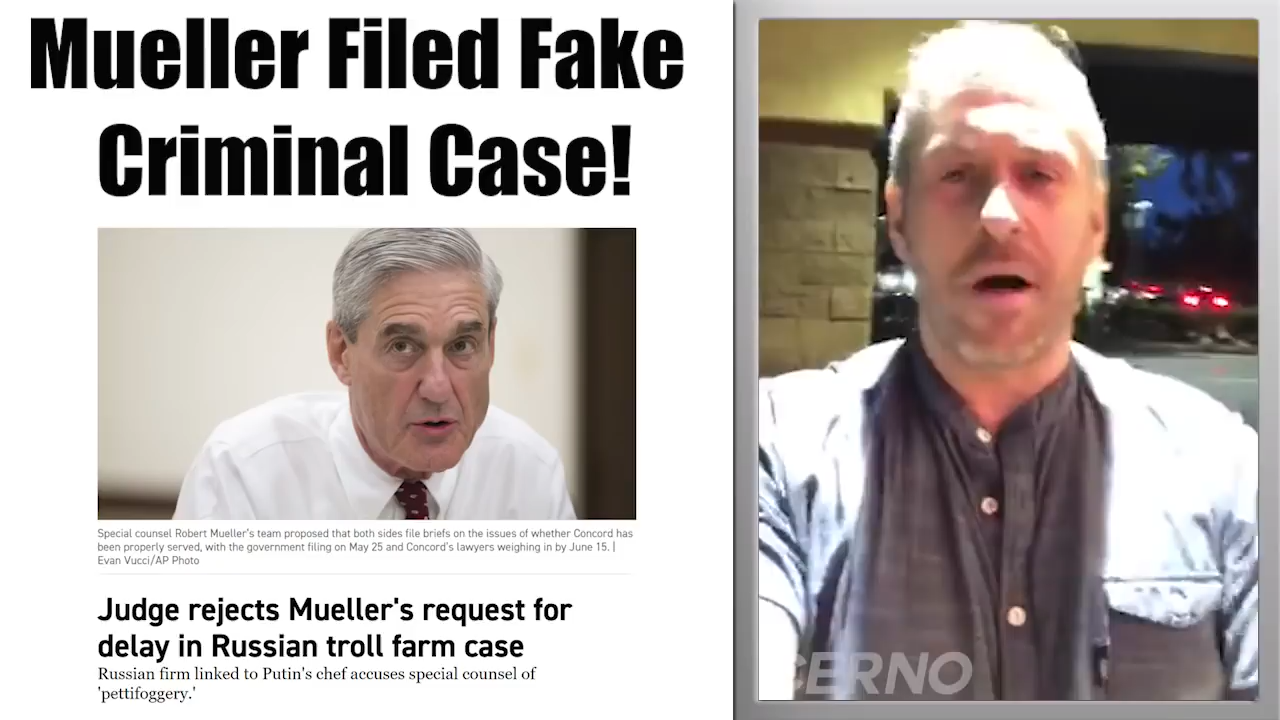 Mueller Filed Fake
Criminal Case!
Special counsel Robert Mueller's team proposed that both sides file briefs on the issues of whether Concord has
been properly served, with the government filing on May 25 and Concord's lawyers weighing in by June 15. |
Evan Vucci/AP Photo
Judge rejects Mueller's request for
delay in Russian troll farm case
Russian firm linked to Putin's chef accuses special counsel of
'pettifoggery.'
CERNO